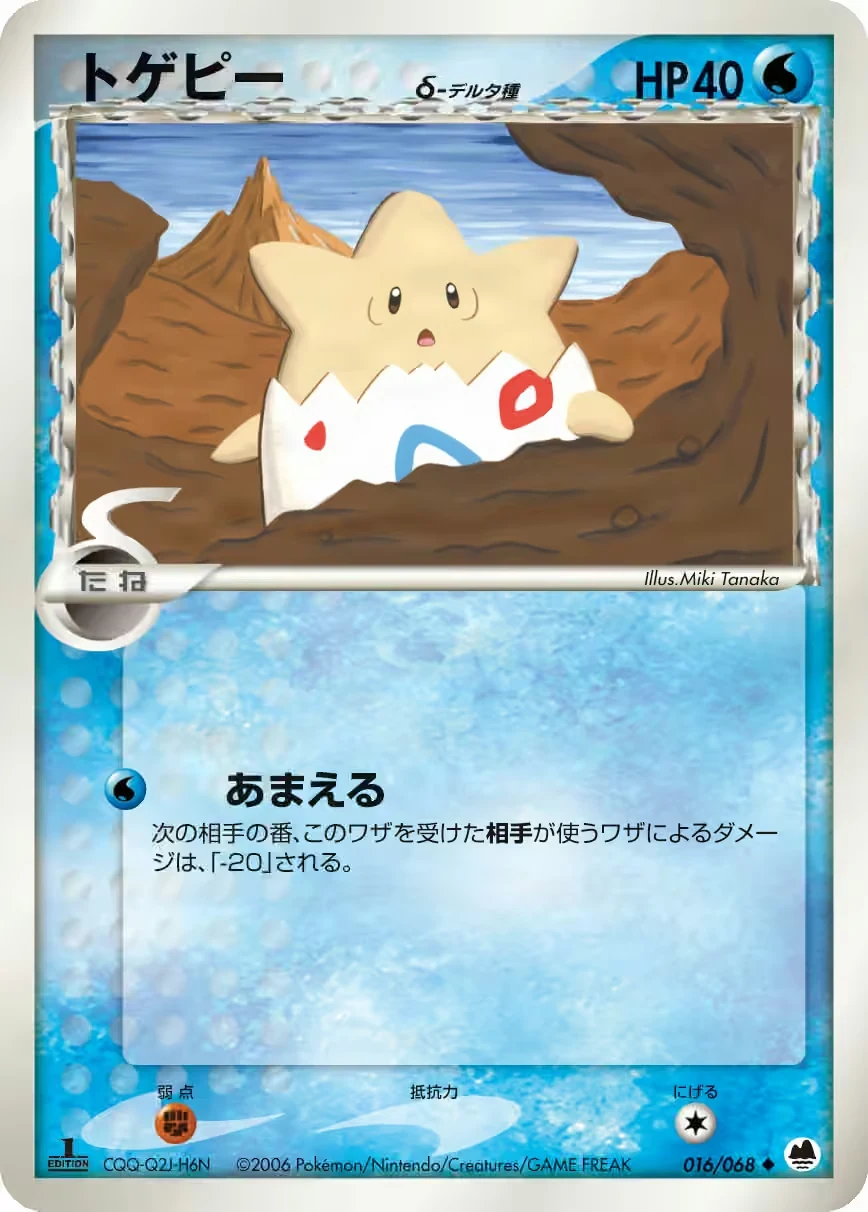 トゲピー δ-デルタ種 HP40
δ
たね
Illus.Miki Tanaka
あまえる
次の相手の番、このワザを受けた相手が使うワザによるダメー
ジは、「-20」される。
弱点 抵抗力 にげる
1 EDITION CQQ-Q2J-H6N ©2006 Pokémon/Nintendo/Creatures/GAME FREAK 016/068 ◆